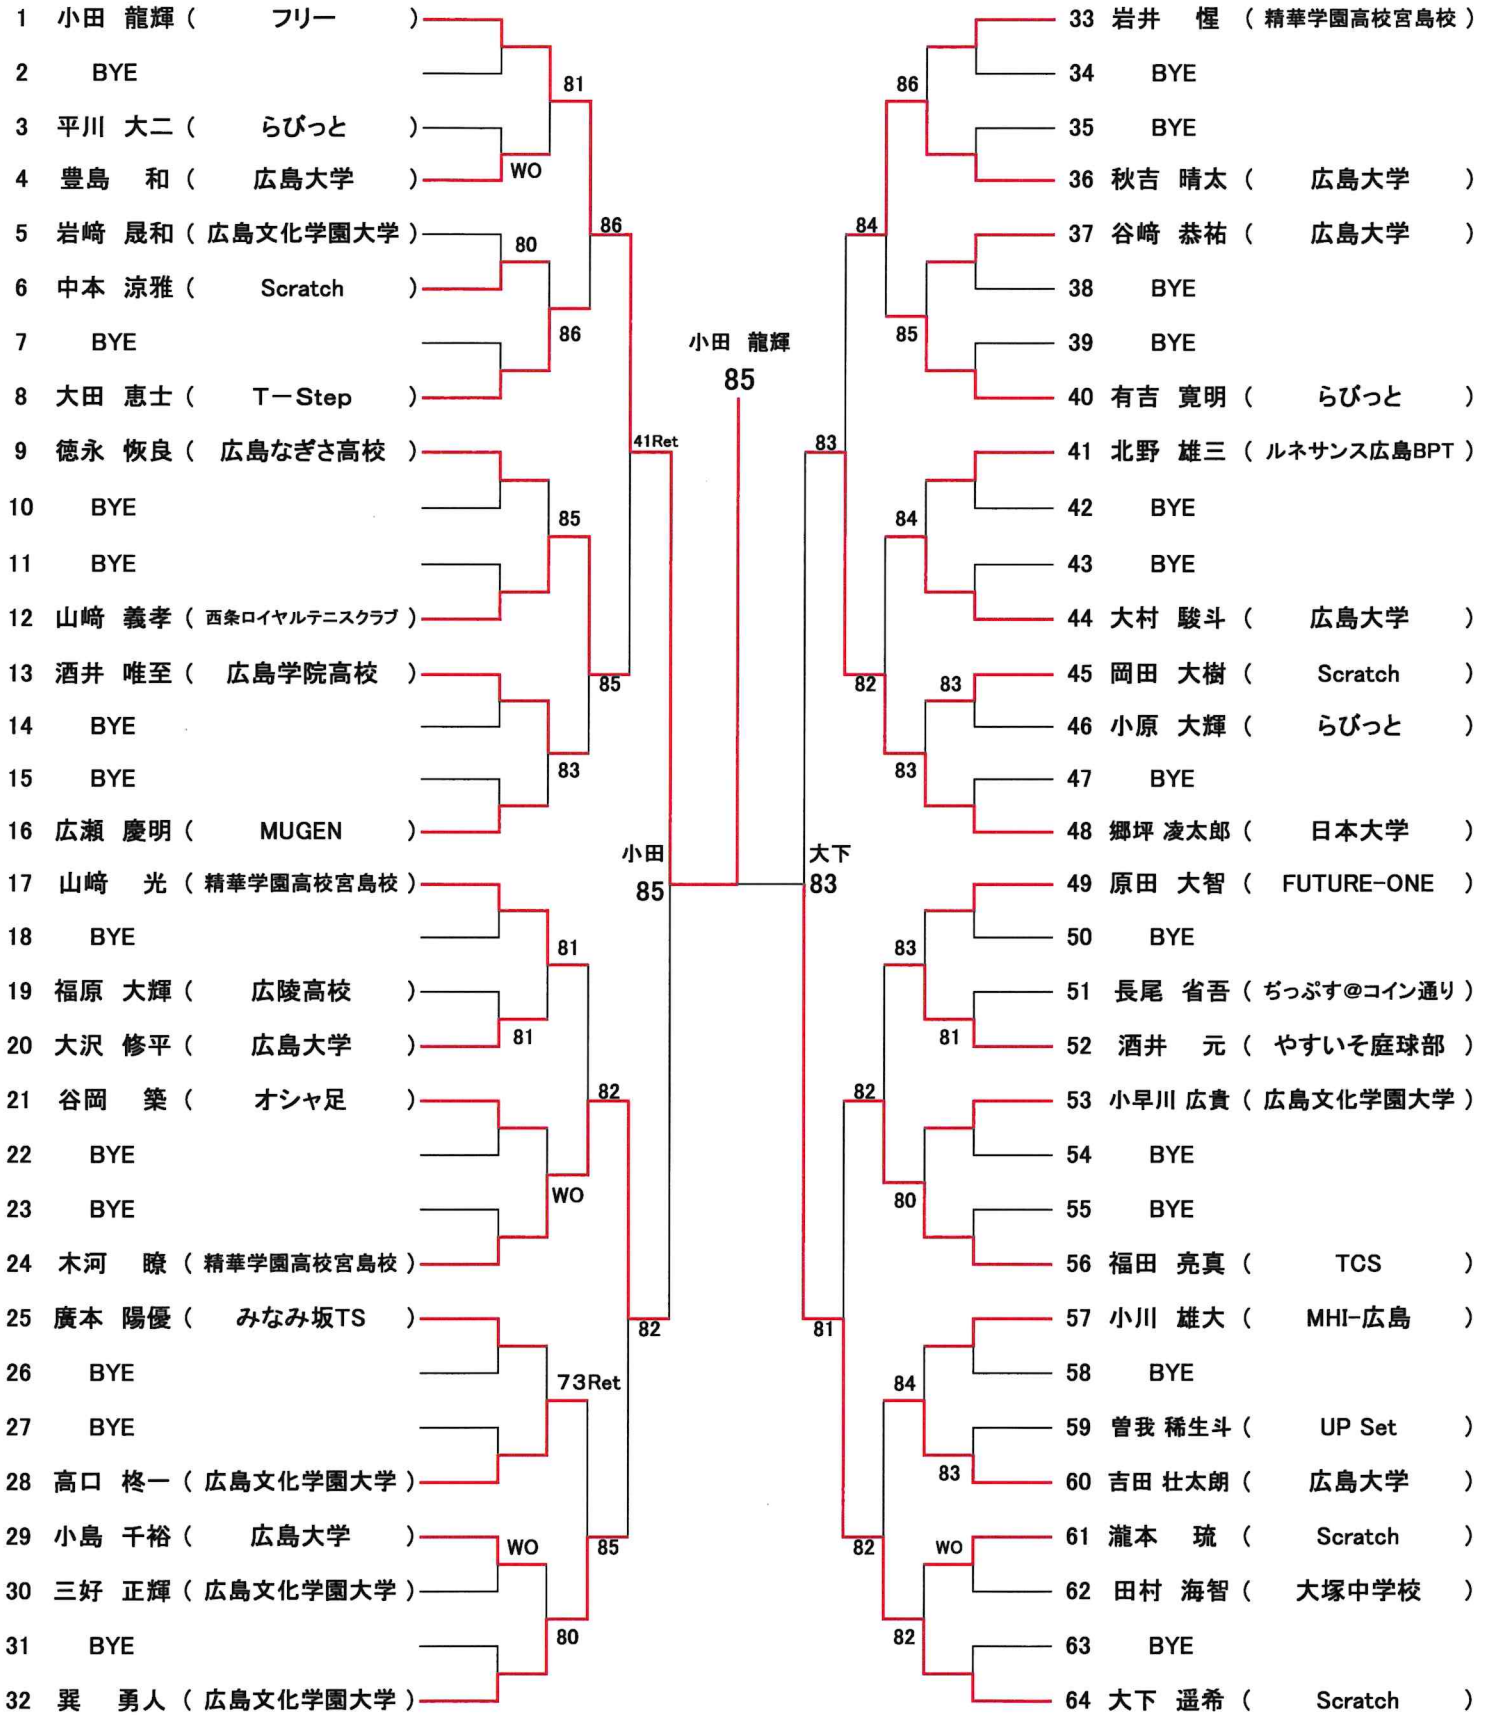 1 小田 龍輝 ( フリー )
2 BYE
3 平川 大二 ( らびっと )
4 豊島 和 ( 広島大学 )
5 岩﨑 晟和 ( 広島文化学園大学 )
6 中本 涼雅 ( Scratch )
7 BYE
8 大田 恵士 ( T－Step )
9 徳永 恢良 ( 広島なぎさ高校 )
10 BYE
11 BYE
12 山﨑 義孝 ( 西条ロイヤルテニスクラブ )
13 酒井 唯至 ( 広島学院高校 )
14 BYE
15 BYE
16 広瀬 慶明 ( MUGEN )
17 山﨑 光 ( 精華学園高校宮島校 )
18 BYE
19 福原 大輝 ( 広陵高校 )
20 大沢 修平 ( 広島大学 )
21 谷岡 築 ( オシャ足 )
22 BYE
23 BYE
24 木河 瞭 ( 精華学園高校宮島校 )
25 廣本 陽優 ( みなみ坂TS )
26 BYE
27 BYE
28 高口 柊一 ( 広島文化学園大学 )
29 小島 千裕 ( 広島大学 )
30 三好 正輝 ( 広島文化学園大学 )
31 BYE
32 巽 勇人 ( 広島文化学園大学 )
WO
80
81
WO
81
86
85
83
81
WO
73Ret
80
86
85
82
85
41Ret
82
小田
85
小田 龍輝
85
大下
83
83
81
84
82
82
82
86
85
84
83
83
80
84
82
83
81
83
WO
33 岩井 惺 ( 精華学園高校宮島校 )
34 BYE
35 BYE
36 秋吉 晴太 ( 広島大学 )
37 谷﨑 恭祐 ( 広島大学 )
38 BYE
39 BYE
40 有吉 寛明 ( らびっと )
41 北野 雄三 ( ルネサンス広島BPT )
42 BYE
43 BYE
44 大村 駿斗 ( 広島大学 )
45 岡田 大樹 ( Scratch )
46 小原 大輝 ( らびっと )
47 BYE
48 郷坪 凌太郎 ( 日本大学 )
49 原田 大智 ( FUTURE-ONE )
50 BYE
51 長尾 省吾 ( ぢっぷす@コイン通り )
52 酒井 元 ( やすいそ庭球部 )
53 小早川 広貴 ( 広島文化学園大学 )
54 BYE
55 BYE
56 福田 亮真 ( TCS )
57 小川 雄大 ( MHI-広島 )
58 BYE
59 曽我 稀生斗 ( UP Set )
60 吉田 壮太朗 ( 広島大学 )
61 瀧本 琉 ( Scratch )
62 田村 海智 ( 大塚中学校 )
63 BYE
64 大下 遥希 ( Scratch )